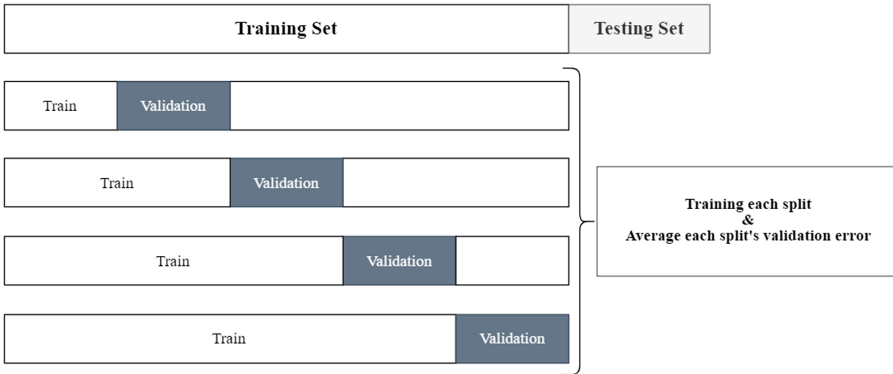 Training Set
Testing Set
Train
Validation
Train
Validation
Train
Validation
Train
Validation
Training each split
&
Average each split's validation error